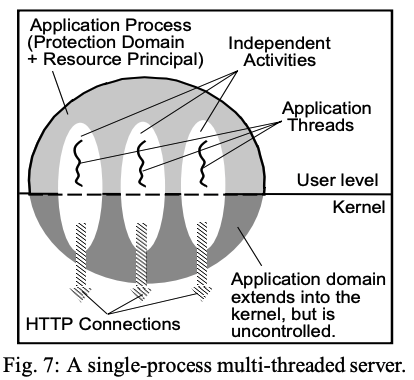 Application Process
(Protection Domain
+ Resource Principal)
Independent
Activities
Application
Threads
User level
Kernel
Application domain
extends into the
kernel, but is
uncontrolled.
HTTP Connections
Fig. 7: A single-process multi-threaded server.